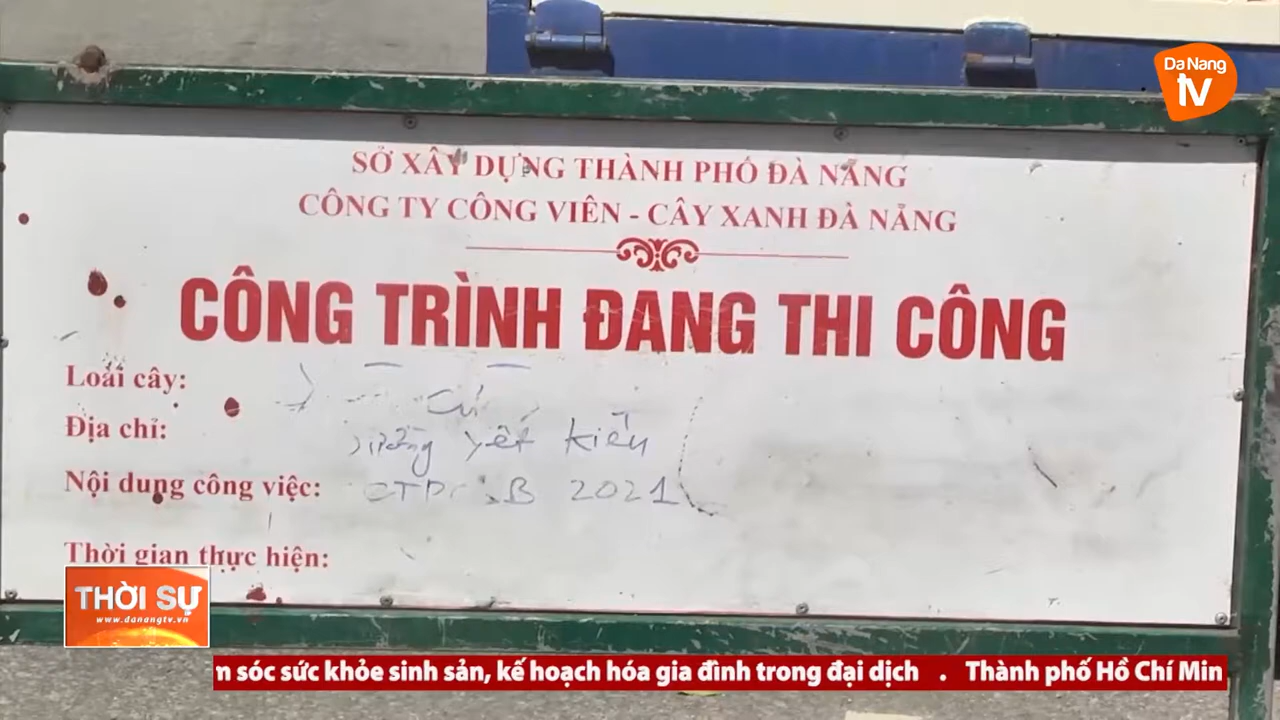 Da Nang
tv
SỞ XÂY DỰNG THÀNH PHỐ ĐÀ NẴNG
CÔNG TY CÔNG VIÊN - CÂY XANH ĐÀ NẴNG
CÔNG TRÌNH ĐANG THI CÔNG
Loại cây:
Địa chỉ: đường yết kiêu
Nội dung công việc: 2021
Thời gian thực hiện:
THỜI SỰ
www.danangtv.vn
m sóc sức khỏe sinh sản, kế hoạch hóa gia đình trong đại dịch . Thành phố Hồ Chí Min